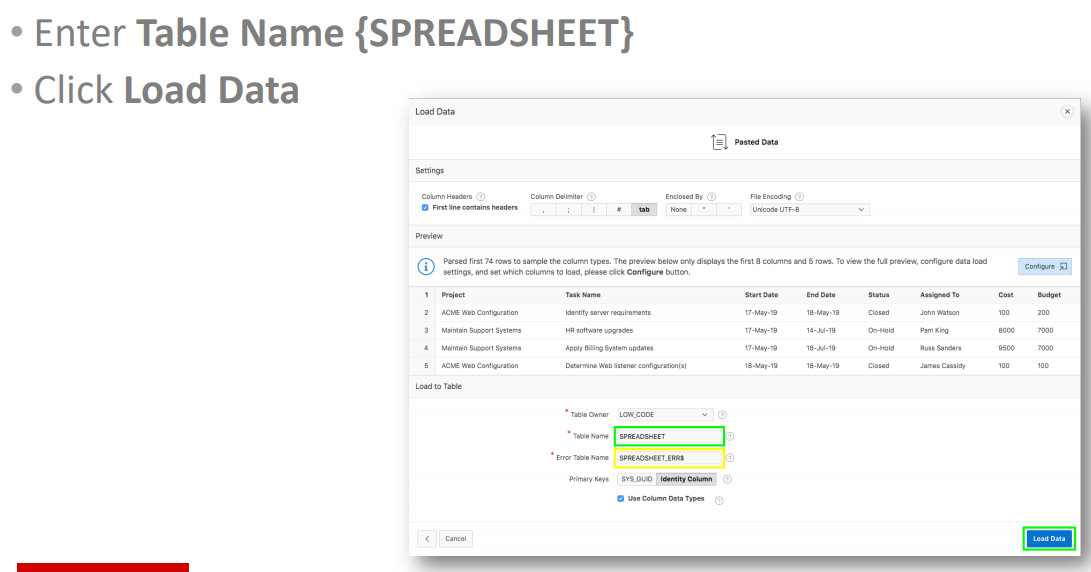 • Enter Table Name {SPREADSHEET}
• Click Load Data
Load Data
Pasted Data
Settings
Column Headers ? Column Delimiter ? Enclosed By ? File Encoding ?
First line contains headers , ; | # tab None " ' Unicode UTF-8
Preview
Parsed first 74 rows to sample the column types. The preview below only displays the first 8 columns and 5 rows. To view the full preview, configure data load
settings, and set which columns to load, please click Configure button.
Configure
1 Project Task Name Start Date End Date Status Assigned To Cost Budget
2 ACME Web Configuration Identify server requirements 17-May-19 18-May-19 Closed John Watson 100 200
3 Maintain Support Systems HR software upgrades 17-May-19 14-Jul-19 On-Hold Pam King 8000 7000
4 Maintain Support Systems Apply Billing System updates 17-May-19 18-Jul-19 On-Hold Russ Sanders 9500 7000
5 ACME Web Configuration Determine Web listener configuration(s) 18-May-19 18-May-19 Closed James Cassidy 100 100
Load to Table
* Table Owner LOW_CODE ?
* Table Name SPREADSHEET ?
* Error Table Name SPREADSHEET_ERR$ ?
Primary Keys SYS_GUID Identity Column ?
Use Column Data Types ?
< Cancel Load Data